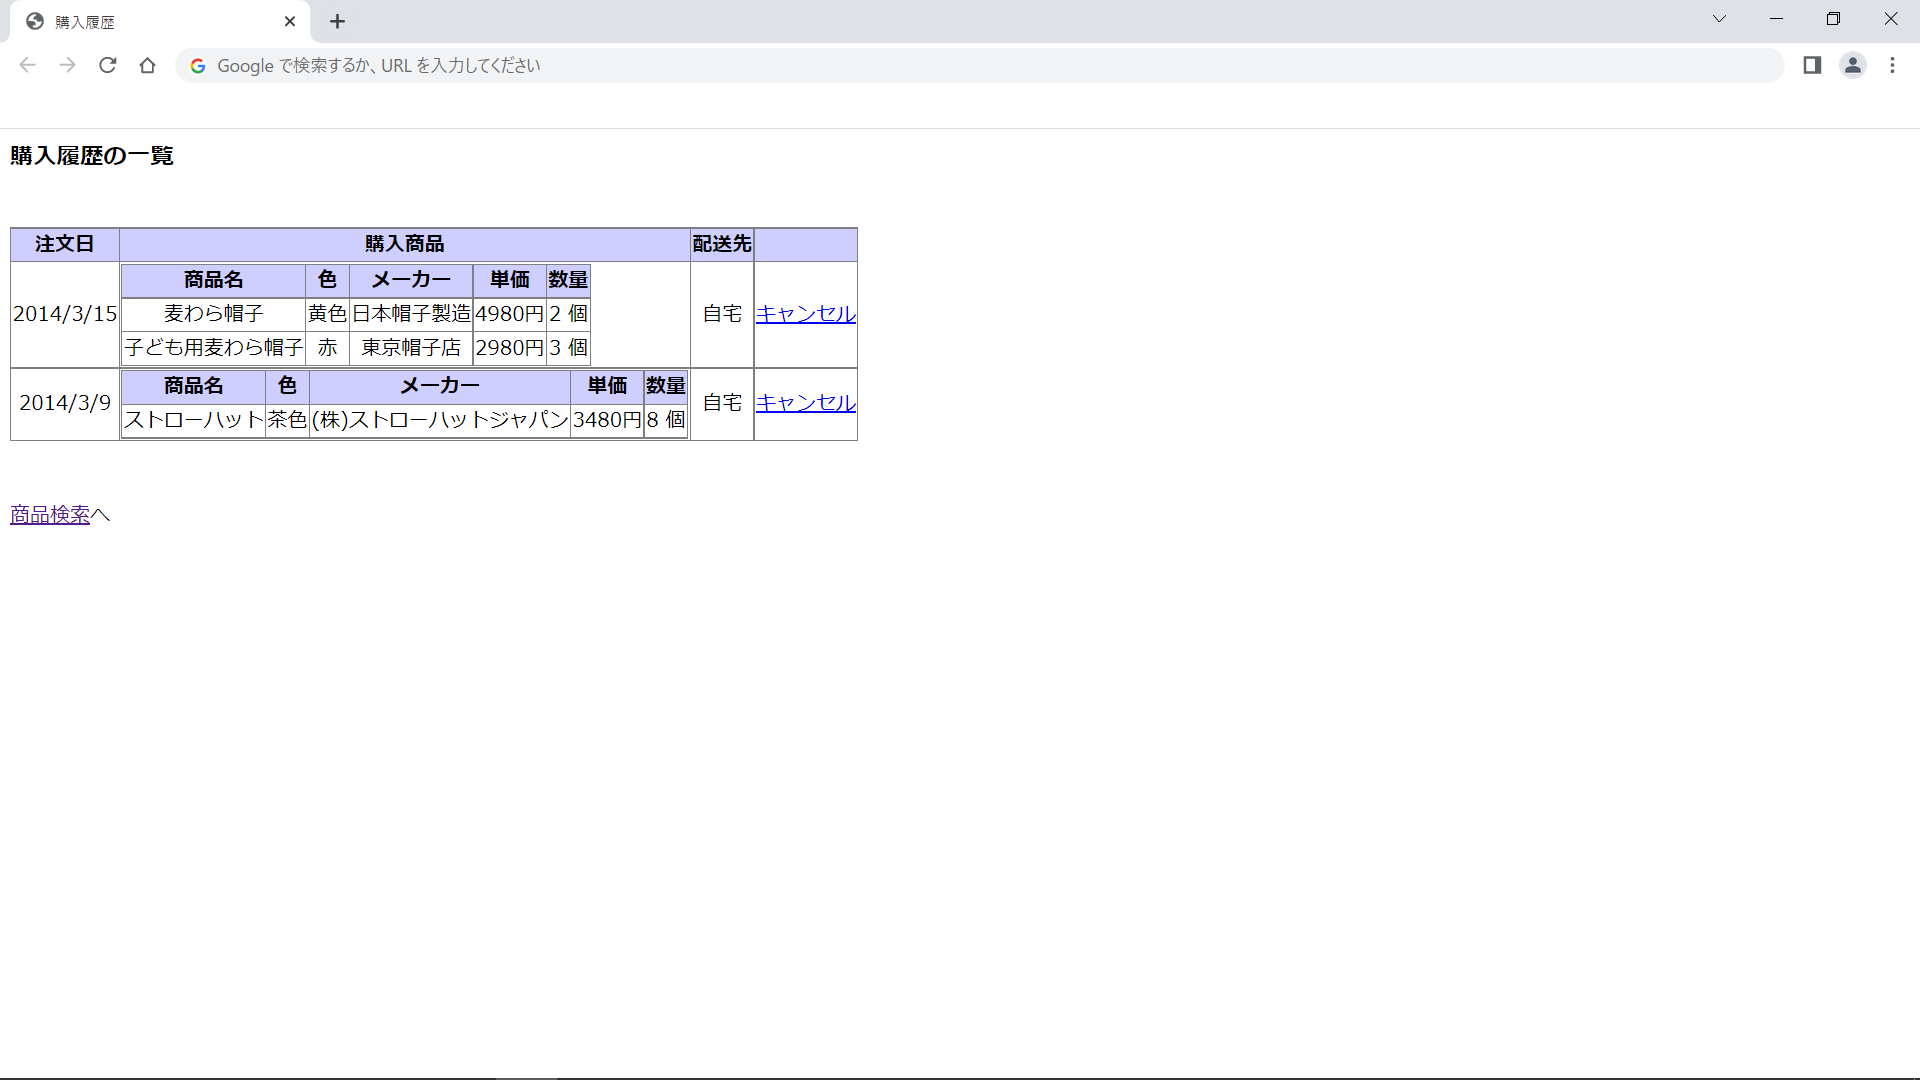 購入履歴
Google で検索するか、URL を入力してください
購入履歴の一覧
注文日 購入商品 配送先
2014/3/15 自宅 キャンセル
商品名 色 メーカー 単価 数量
麦わら帽子 黄色 日本帽子製造 4980円 2 個
子ども用麦わら帽子 赤 東京帽子店 2980円 3 個
2014/3/9 自宅 キャンセル
商品名 色 メーカー 単価 数量
ストローハット 茶色 (株)ストローハットジャパン 3480円 8 個
商品検索へ